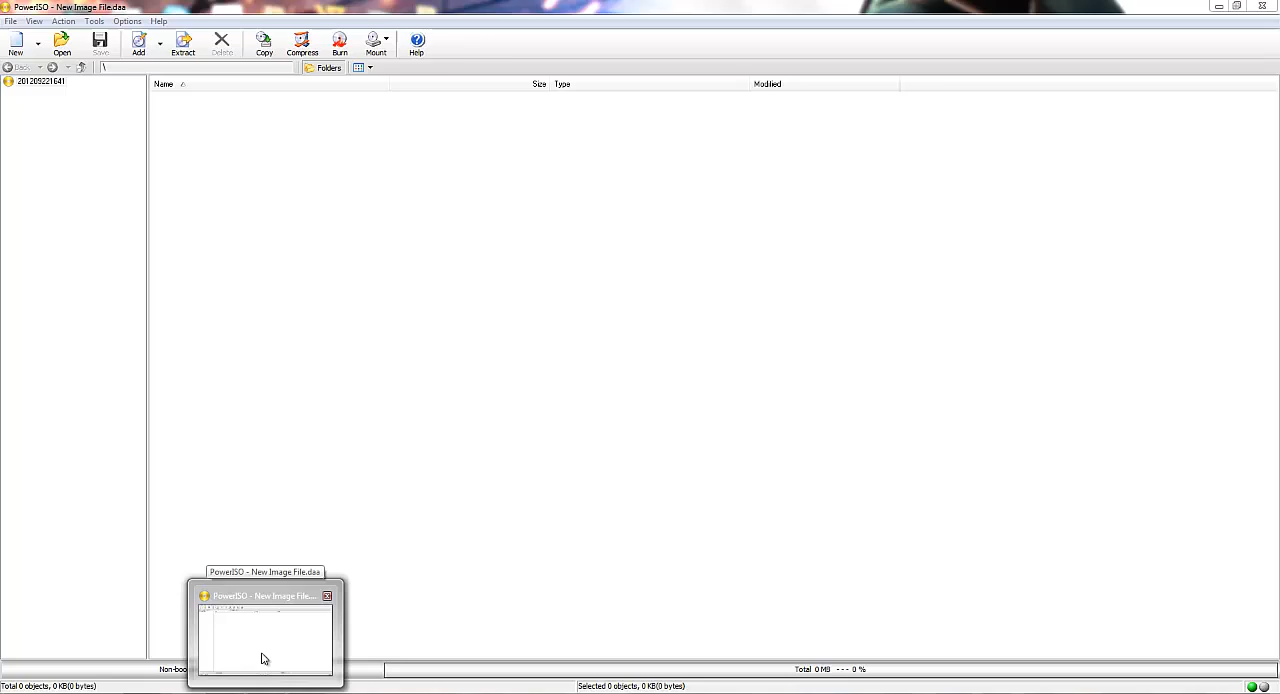 PowerISO - New Image File.daa
File View Action Tools Options Help
New Open Save Add Extract Delete Copy Compress Burn Mount Help
Back \ Folders
201209221641
Name Size Type Modified
PowerISO - New Image File.daa
PowerISO - New Image File....
Non-boo Total 0 MB --- 0 %
Total 0 objects, 0 KB(0 bytes) Selected 0 objects, 0 KB(0 bytes)